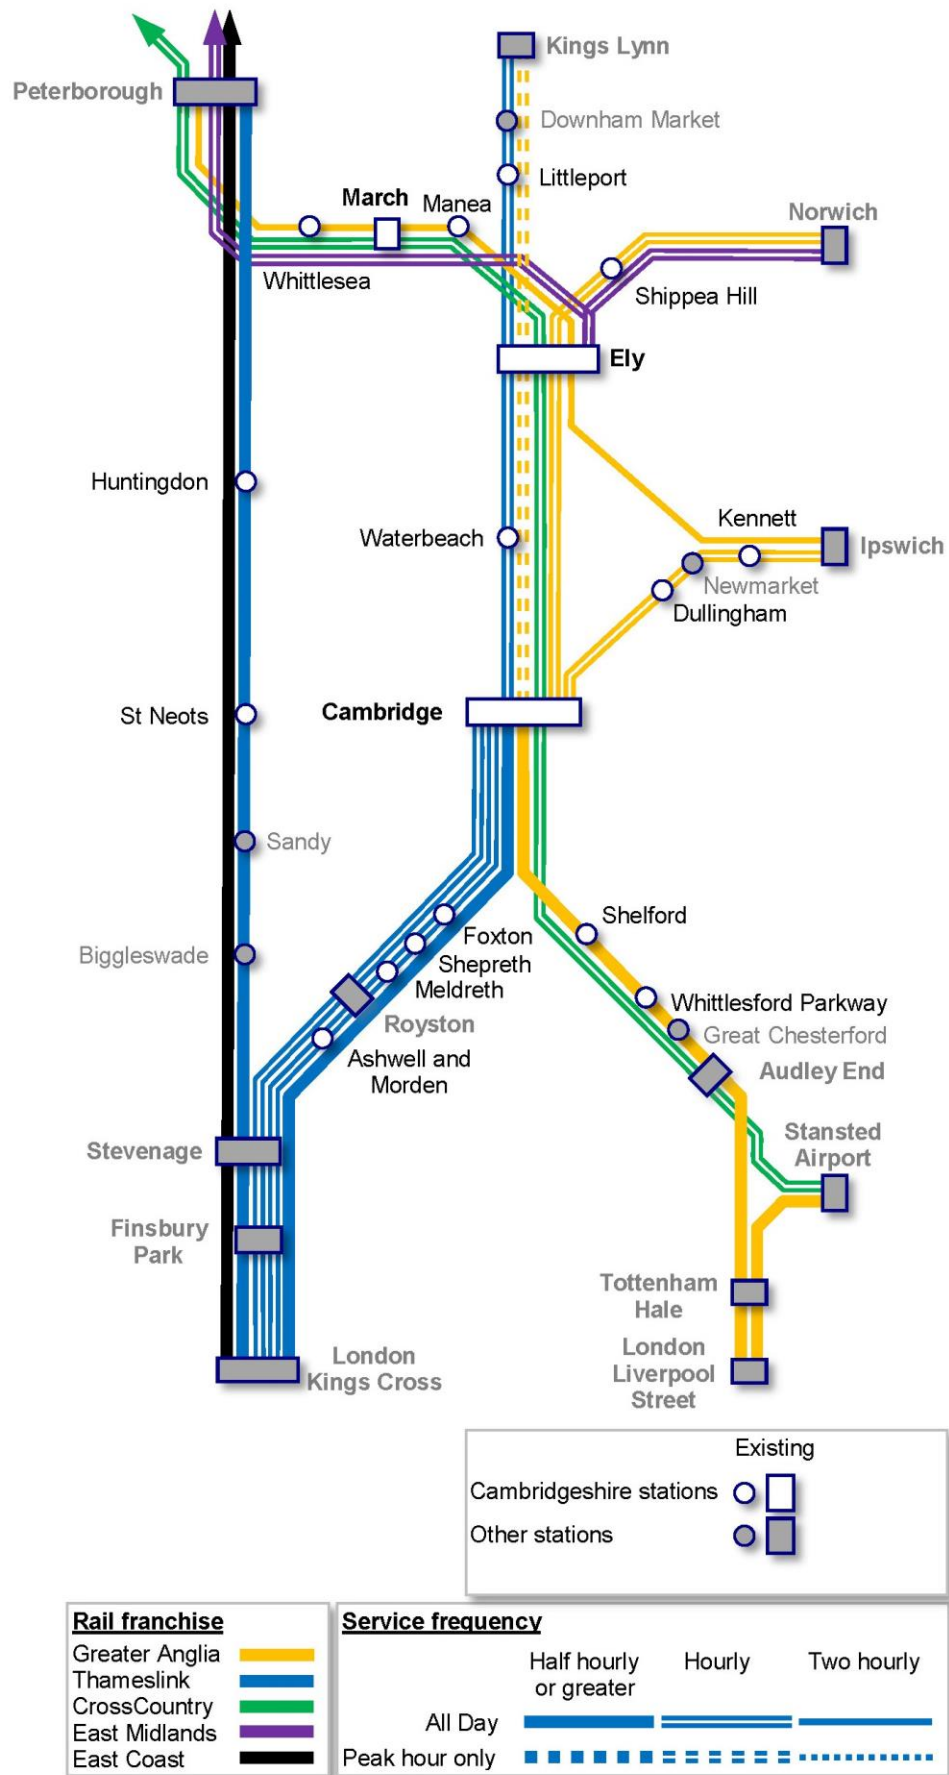 Kings Lynn
Peterborough
Downham Market
Littleport
March
Manea
Norwich
Whittlesea
Shippea Hill
Ely
Huntingdon
Kennett
Waterbeach
Ipswich
Newmarket
Dullingham
St Neots
Cambridge
Sandy
Shelford
Foxton
Biggleswade
Shepreth
Meldreth
Whittlesford Parkway
Royston
Great Chesterford
Ashwell and
Morden
Audley End
Stevenage
Stansted
Airport
Finsbury
Park
Tottenham
Hale
London
Kings Cross
London
Liverpool
Street
Existing
Cambridgeshire stations
Other stations
Rail franchise
Greater Anglia
Thameslink
CrossCountry
East Midlands
East Coast
Service frequency
Half hourly
or greater
Hourly
Two hourly
All Day
Peak hour only